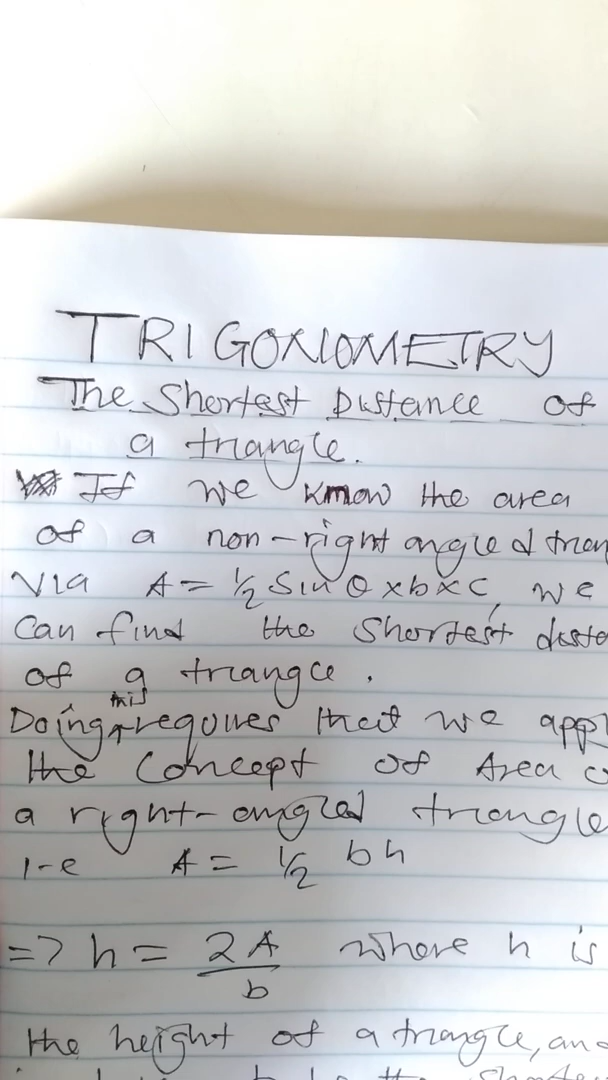 TRIGONOMETRY
The Shortest Distance of
a triangle.
If we know the area
of a non-right angled trian
via A = ½ Sin θ x b x c, we
Can find the Shortest dista
of a triangle.
Doing this requires that we appl
the Concept of Area o
a right-angled triangle
i-e A = ½ bh
=> h = 2A/b where h is
the height of a triangle, and